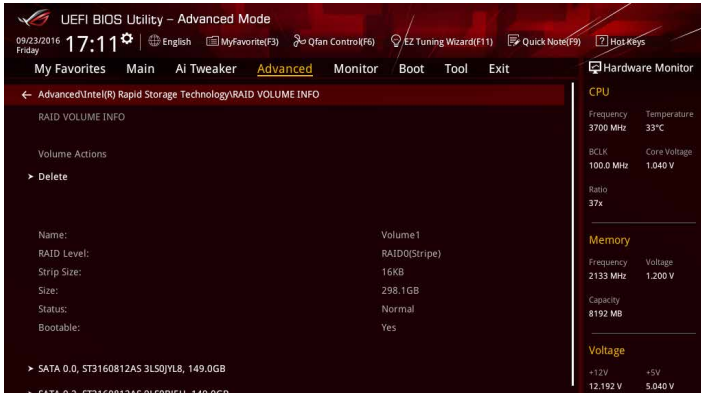 UEFI BIOS Utility – Advanced Mode
09/23/2016 Friday 17:11 English MyFavorite(F3) Qfan Control(F6) EZ Tuning Wizard(F11) Quick Note(F9) Hot Keys
My Favorites Main Ai Tweaker Advanced Monitor Boot Tool Exit
Hardware Monitor
← Advanced\Intel(R) Rapid Storage Technology\RAID VOLUME INFO
RAID VOLUME INFO
Volume Actions
> Delete
Name: Volume1
RAID Level: RAID0(Stripe)
Strip Size: 16KB
Size: 298.1GB
Status: Normal
Bootable: Yes
> SATA 0.0, ST3160812AS 3LS0JYL8, 149.0GB
CPU
Frequency Temperature
3700 MHz 33°C
BCLK Core Voltage
100.0 MHz 1.040 V
Ratio
37x
Memory
Frequency Voltage
2133 MHz 1.200 V
Capacity
8192 MB
Voltage
+12V +5V
12.192 V 5.040 V